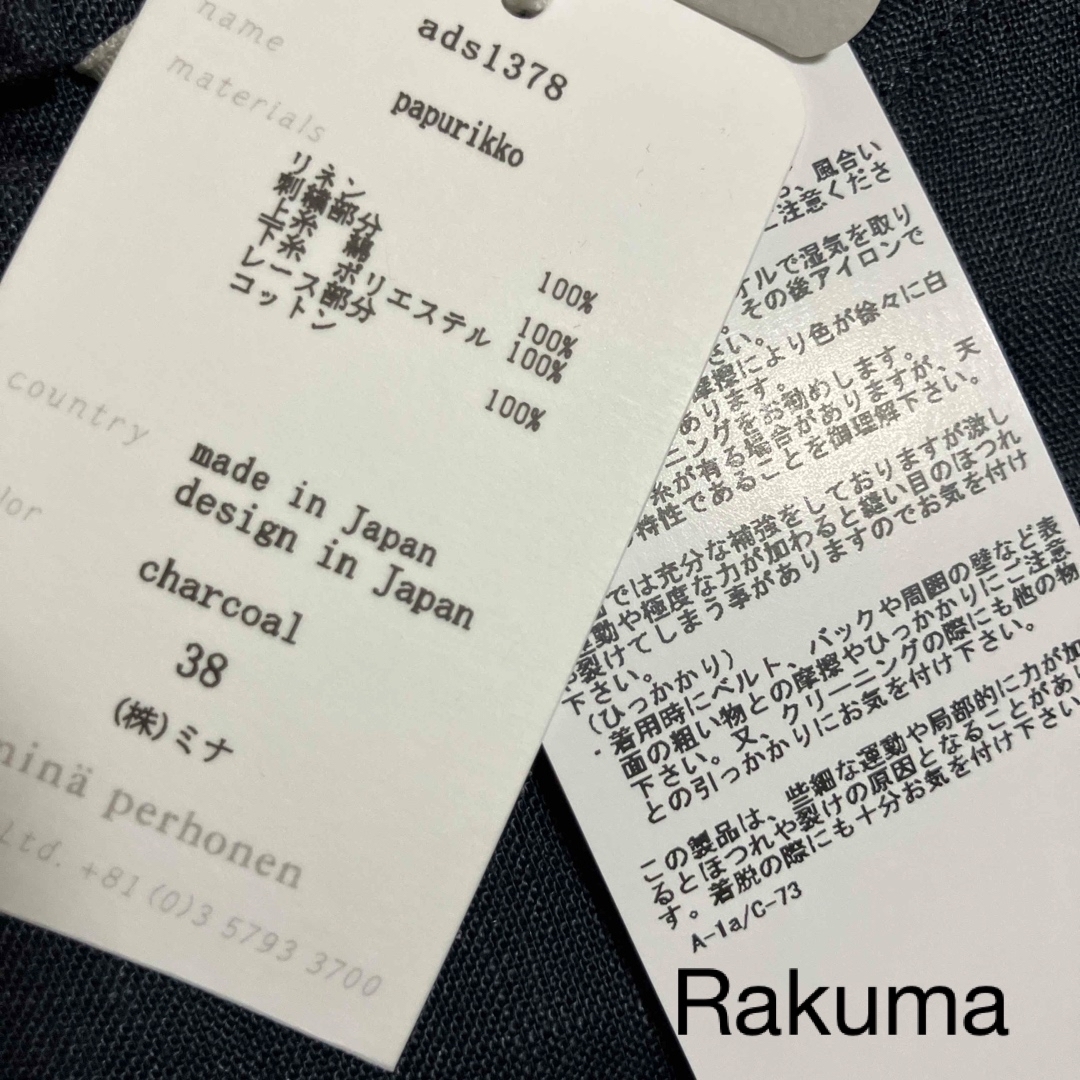 ads1378
name
papurikko
materials
リネン 100%
刺繍部分
上糸 綿 100%
下糸 ポリエステル 100%
レース部分
コットン 100%
country
made in Japan
design in Japan
charcoal
38
(株)ミナ
perhonen
Ltd. +81 (0)3 5793 3700
風合い
注意くださ
で湿気を取り
その後アイロンで
さい。
摩擦により色が徐々に白
あります。
ニングをお勧めします。
糸が有る場合がありますが、天
特性であることを御理解下さい。
では充分な補強をしておりますが激し
運動や極度な力が加わると縫い目のほつれ
裂けてしまう事がありますのでお気を付け
下さい。
(ひっかかり)
・着用時にベルト、バックや周囲の壁など表
面の粗い物との摩擦やひっかかりにご注意
下さい。又、クリーニングの際にも他の物
との引っかかりにお気を付け下さい。
この製品は、些細な運動や局部的に力が加
るとほつれや裂けの原因となることがあり
す。着脱の際にも十分お気を付け下さい
A-1a/C-73
Rakuma